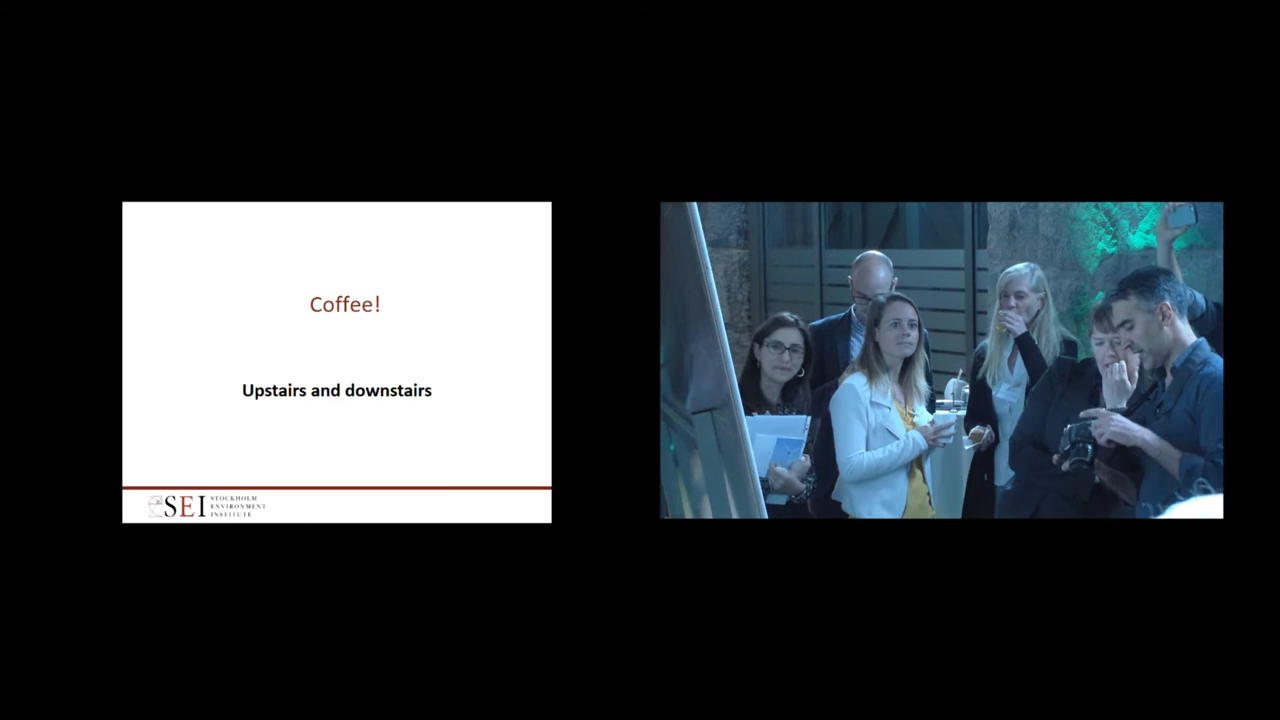 Coffee!
Upstairs and downstairs
SEI
STOCKHOLM
ENVIRONMENT
INSTITUTE